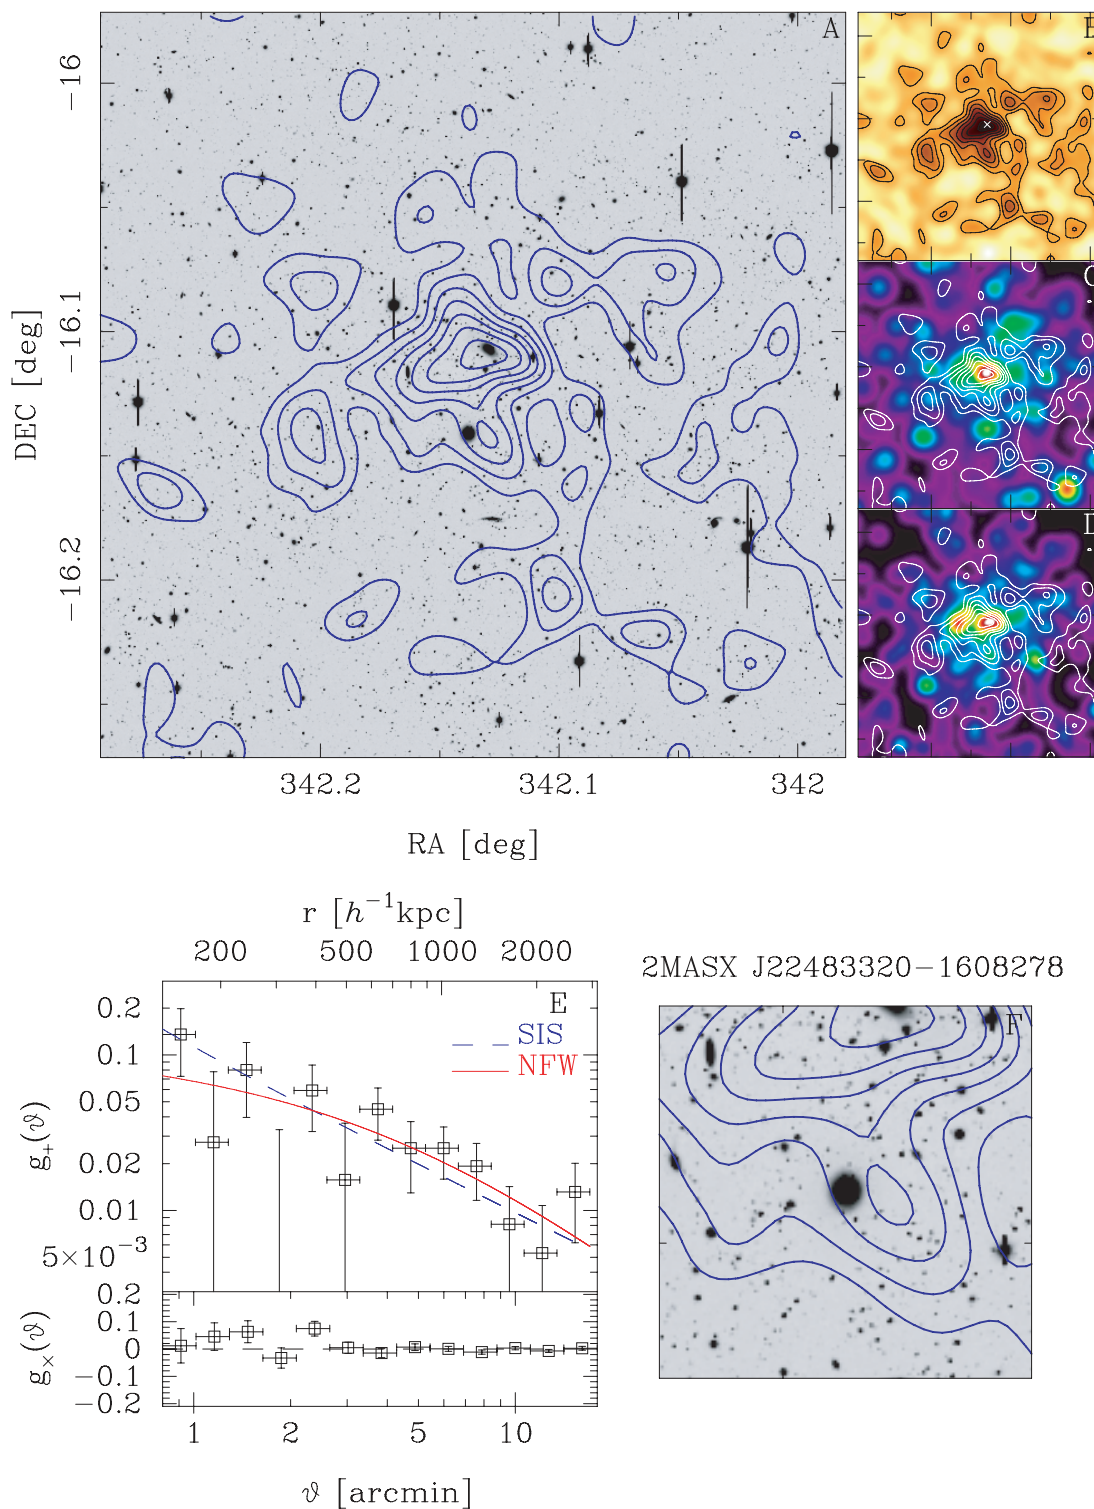 A
B
C
D
−16
−16.1
−16.2
DEC [deg]
342.2
342.1
342
RA [deg]
r [h⁻¹kpc]
200
500
1000
2000
E
SIS
NFW
0.2
0.1
0.05
0.02
0.01
5×10⁻³
g₊(ϑ)
0.2
0.1
0
−0.1
−0.2
g×(ϑ)
1
2
5
10
ϑ [arcmin]
2MASX J22483320−1608278
F